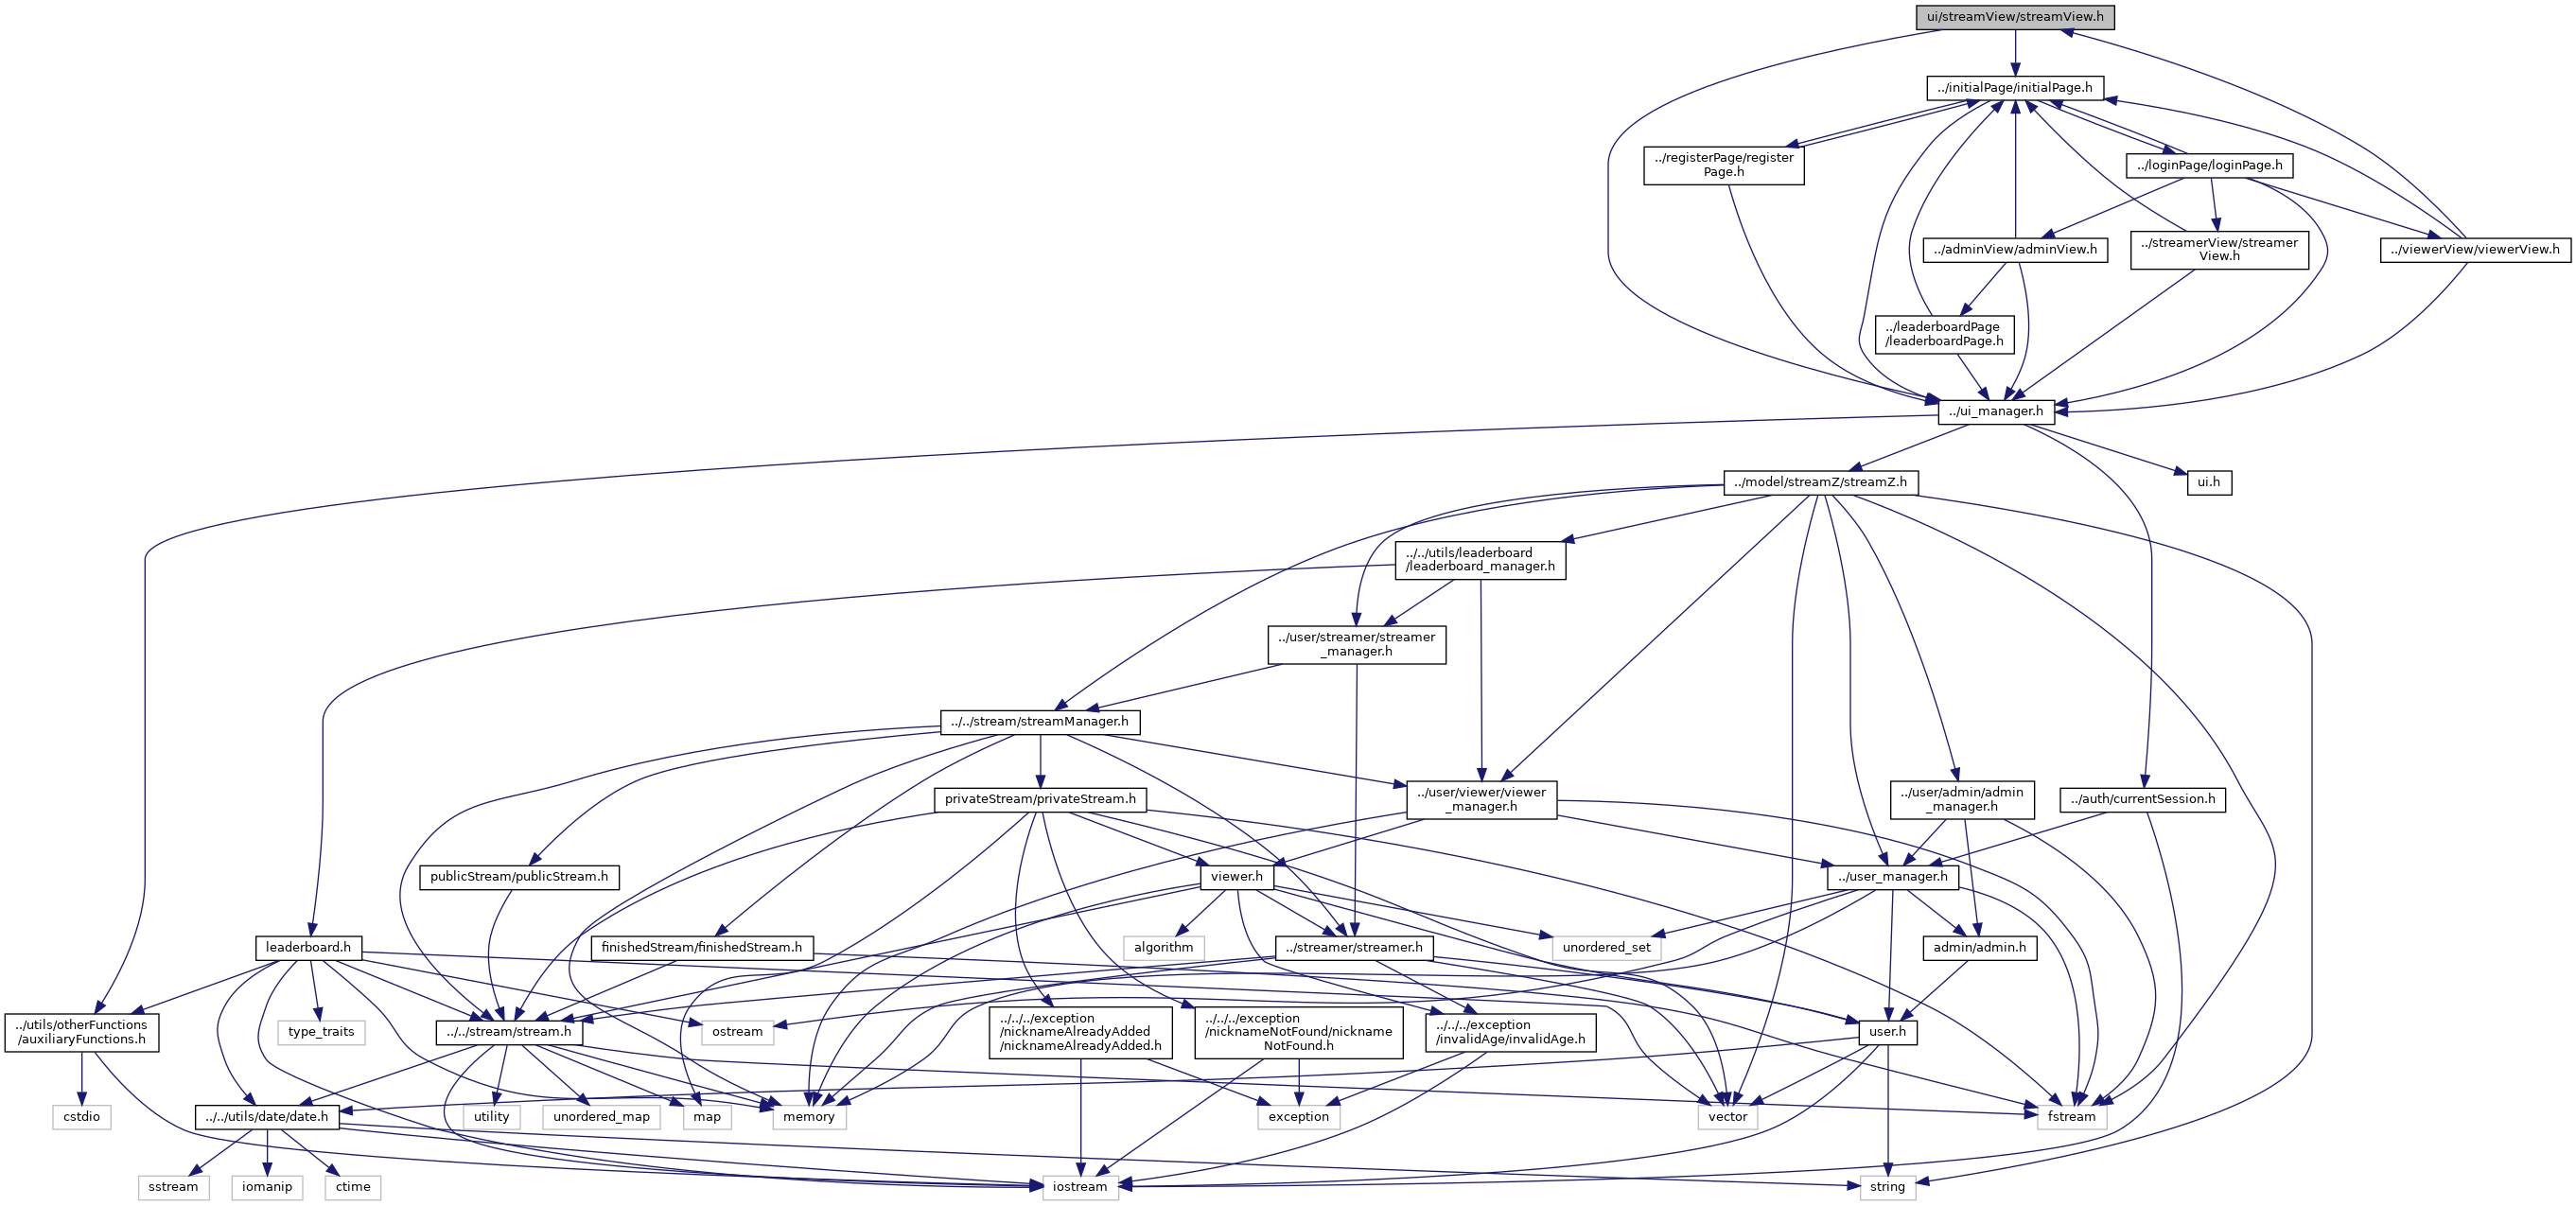 ui/streamView/streamView.h
../initialPage/initialPage.h
../registerPage/register
Page.h
../loginPage/loginPage.h
../adminView/adminView.h
../streamerView/streamer
View.h
../viewerView/viewerView.h
../leaderboardPage
/leaderboardPage.h
../ui_manager.h
../model/streamZ/streamZ.h
ui.h
../../utils/leaderboard
/leaderboard_manager.h
../user/streamer/streamer
_manager.h
../../stream/streamManager.h
privateStream/privateStream.h
../user/viewer/viewer
_manager.h
../user/admin/admin
_manager.h
../auth/currentSession.h
publicStream/publicStream.h
viewer.h
../user_manager.h
leaderboard.h
finishedStream/finishedStream.h
algorithm
../streamer/streamer.h
unordered_set
admin/admin.h
../utils/otherFunctions
/auxiliaryFunctions.h
type_traits
../../stream/stream.h
ostream
../../../exception
/nicknameAlreadyAdded
/nicknameAlreadyAdded.h
../../../exception
/nicknameNotFound/nickname
NotFound.h
../../../exception
/invalidAge/invalidAge.h
user.h
cstdio
../../utils/date/date.h
utility
unordered_map
map
memory
exception
vector
fstream
sstream
iomanip
ctime
iostream
string